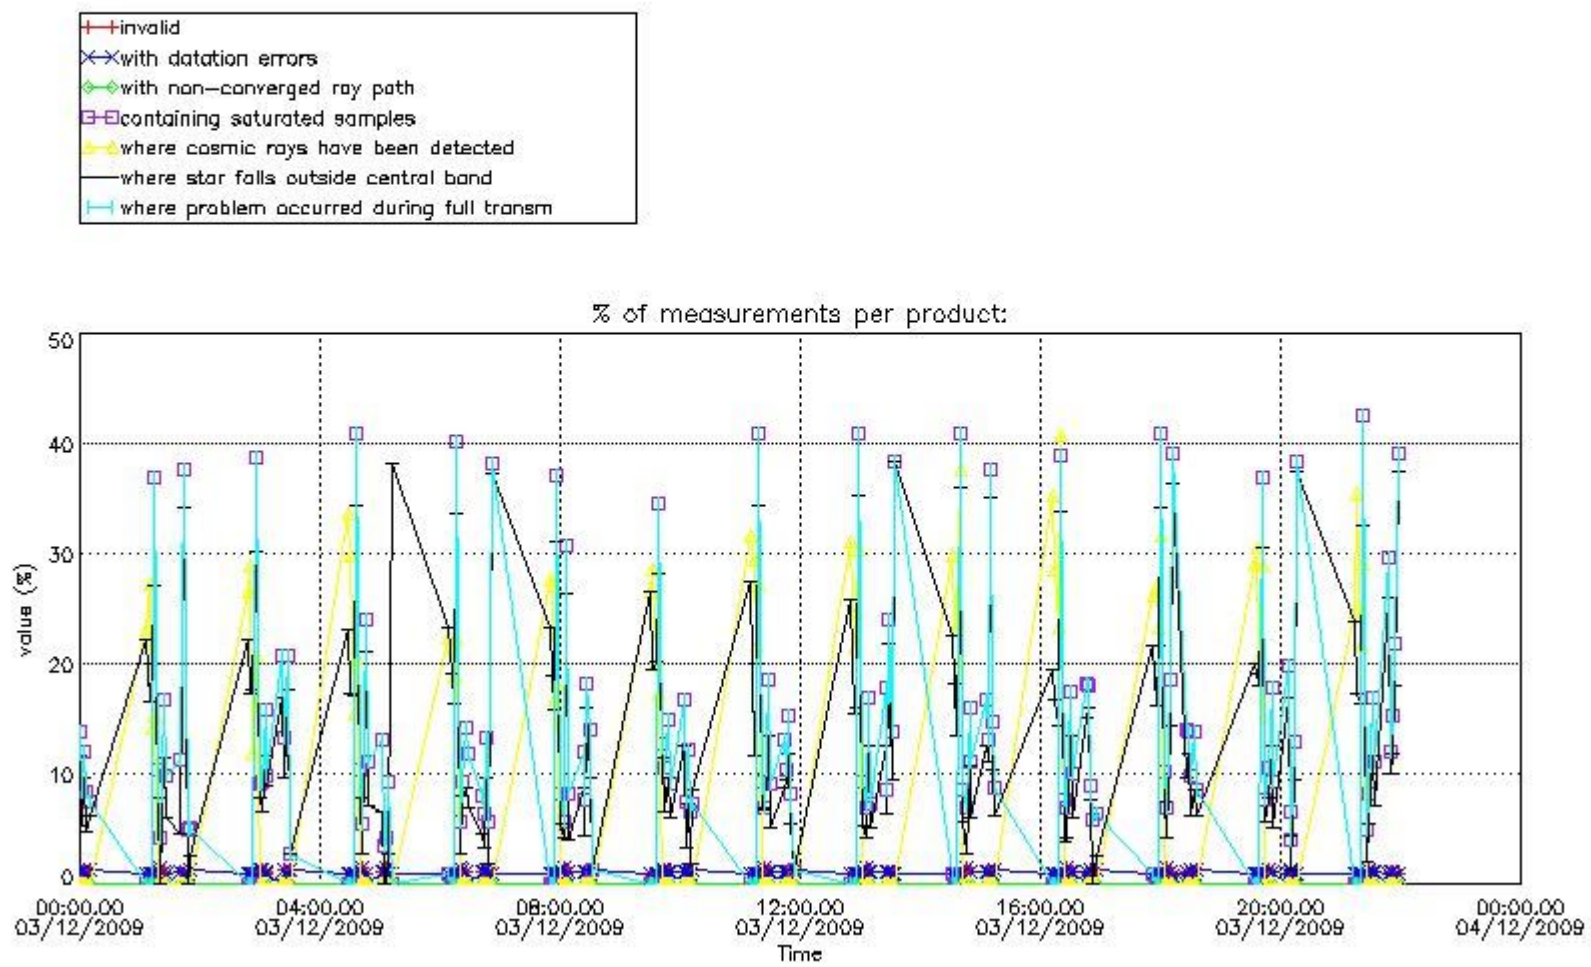 invalid
with datation errors
with non-converged ray path
containing saturated samples
where cosmic rays have been detected
where star falls outside central band
where problem occurred during full transm
% of measurements per product:
50
40
30
20
10
0
value (%)
00:00:00 04:00:00 08:00:00 12:00:00 16:00:00 20:00:00 00:00:00
03/12/2009 03/12/2009 03/12/2009 03/12/2009 03/12/2009 03/12/2009 04/12/2009
Time